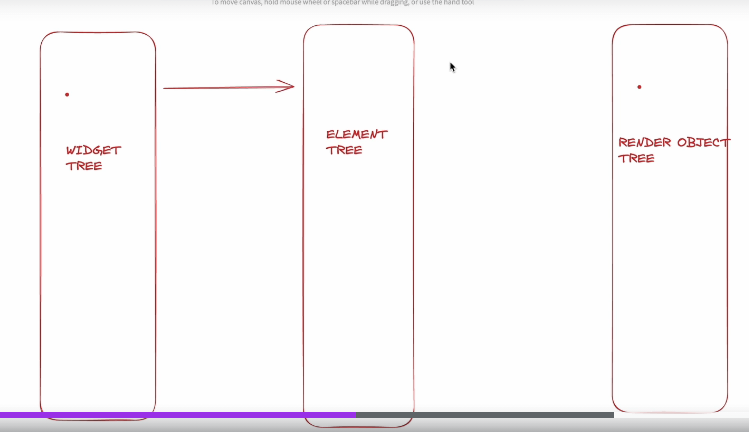 To move canvas, hold mouse wheel or spacebar while dragging, or use the hand tool
WIDGET
TREE
ELEMENT
TREE
RENDER OBJECT
TREE